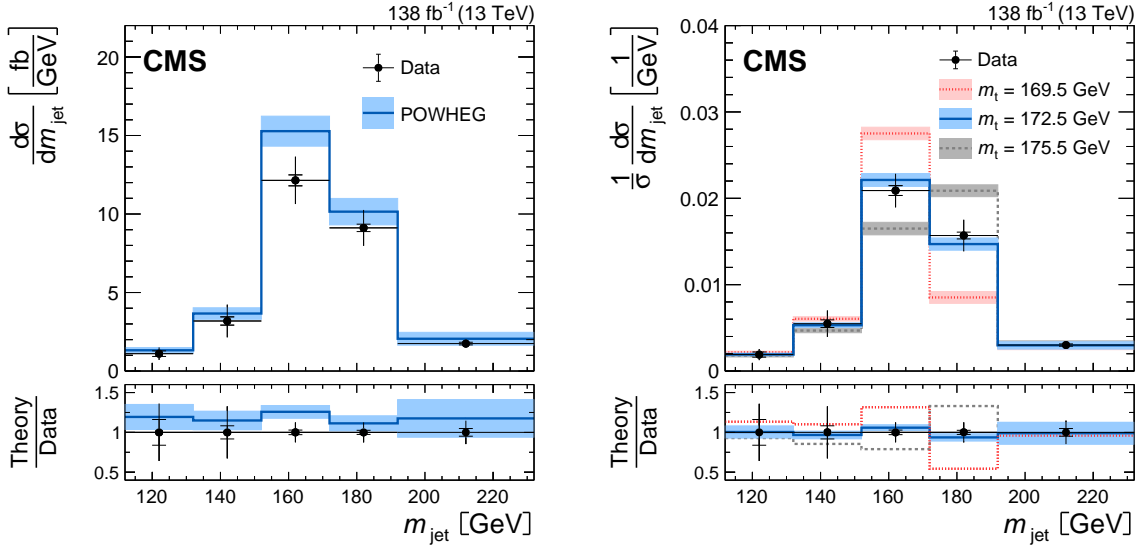 138 fb⁻¹ (13 TeV)
CMS
Data
POWHEG
dσ/dm_jet [fb/GeV]
20
15
10
5
0
Theory/Data
1.5
1
0.5
120 140 160 180 200 220
m_jet [GeV]
138 fb⁻¹ (13 TeV)
CMS
Data
m_t = 169.5 GeV
m_t = 172.5 GeV
m_t = 175.5 GeV
1/σ dσ/dm_jet [1/GeV]
0.04
0.03
0.02
0.01
0
Theory/Data
1.5
1
0.5
120 140 160 180 200 220
m_jet [GeV]